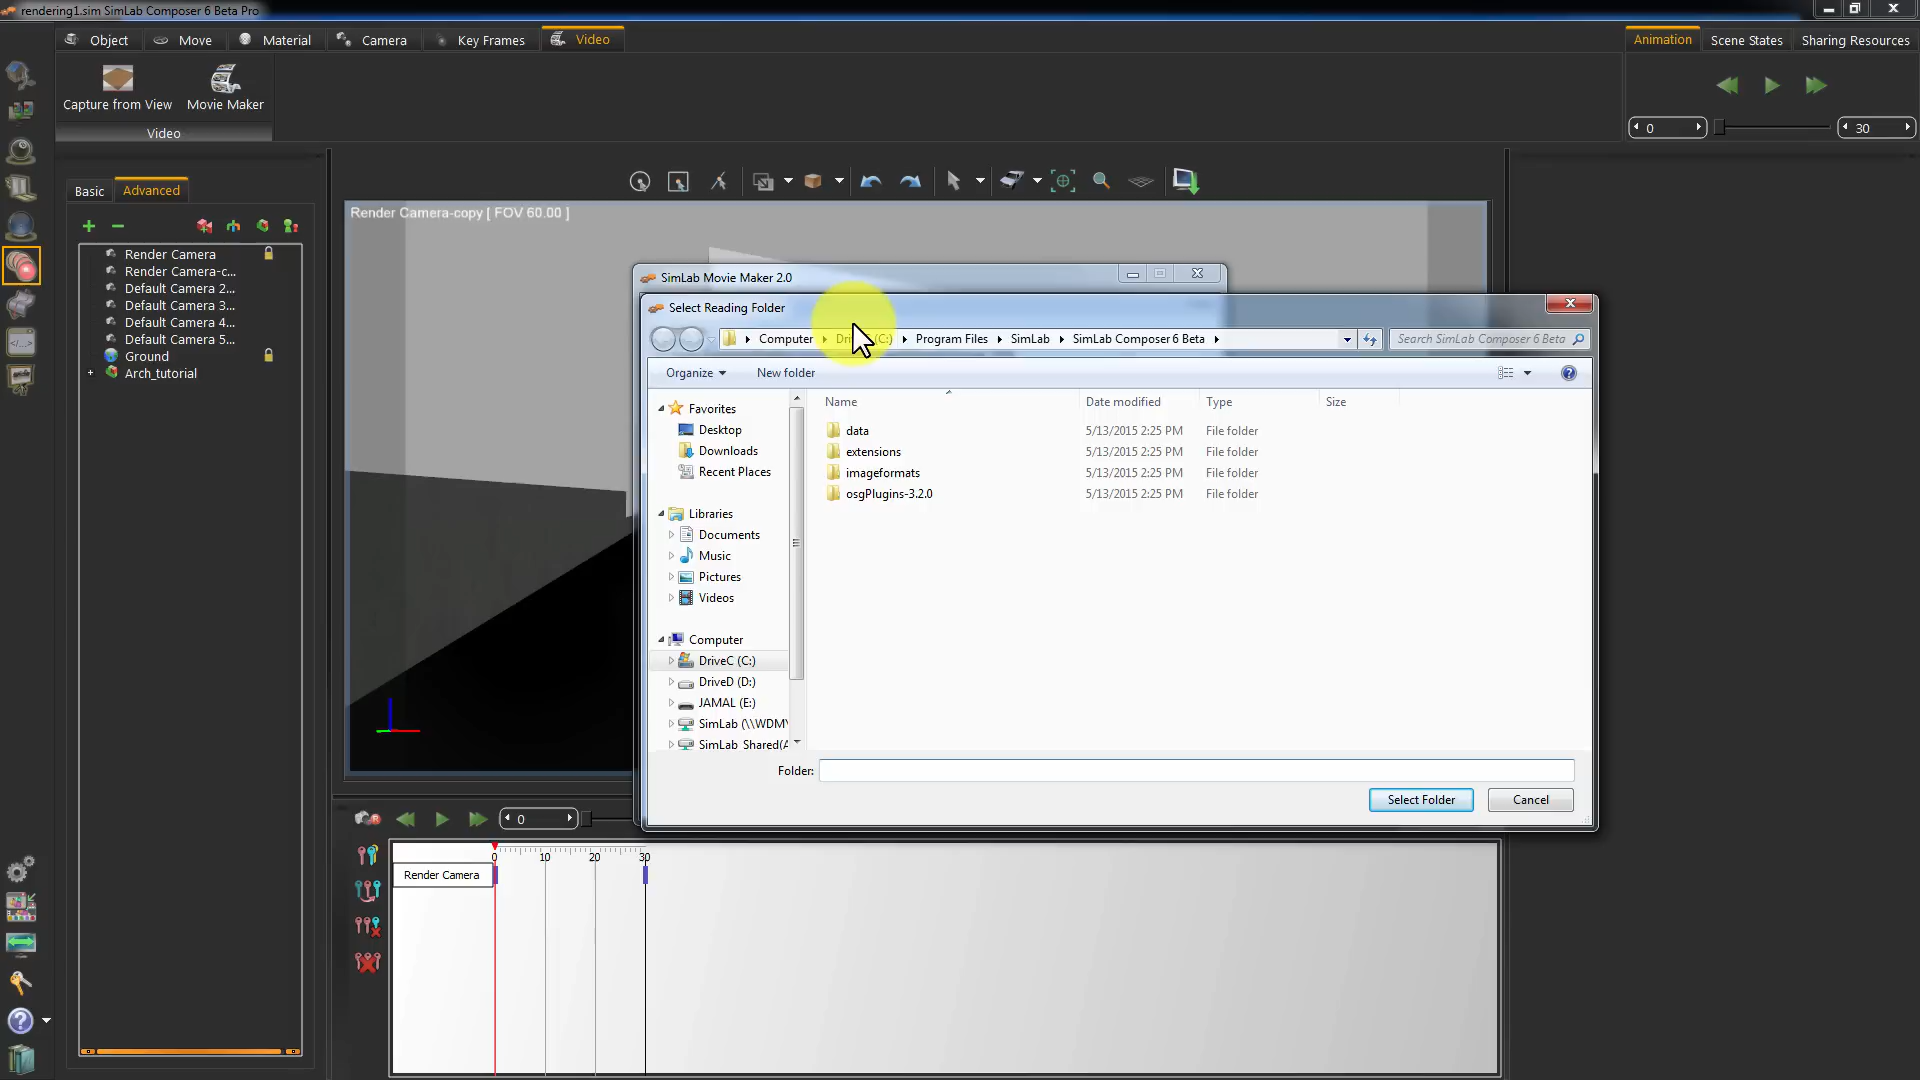 rendering1.sim SimLab Composer 6 Beta Pro
Object Move Material Camera Key Frames Video
Animation Scene States Sharing Resources
Capture from View Movie Maker
Video
0 30
Basic Advanced
Render Camera-copy [ FOV 60.00 ]
Render Camera
Render Camera-c...
Default Camera 2...
Default Camera 3...
Default Camera 4...
Default Camera 5...
Ground
Arch_tutorial
SimLab Movie Maker 2.0
Select Reading Folder
Computer (C:) Program Files SimLab SimLab Composer 6 Beta
Search SimLab Composer 6 Beta
Organize New folder
Name Date modified Type Size
data 5/13/2015 2:25 PM File folder
extensions 5/13/2015 2:25 PM File folder
imageformats 5/13/2015 2:25 PM File folder
osgPlugins-3.2.0 5/13/2015 2:25 PM File folder
Favorites
Desktop
Downloads
Recent Places
Libraries
Documents
Music
Pictures
Videos
Computer
DriveC (C:)
DriveD (D:)
JAMAL (E:)
SimLab (\\WDM
SimLab Shared(
Folder:
Select Folder Cancel
0
0 10 20 30
Render Camera